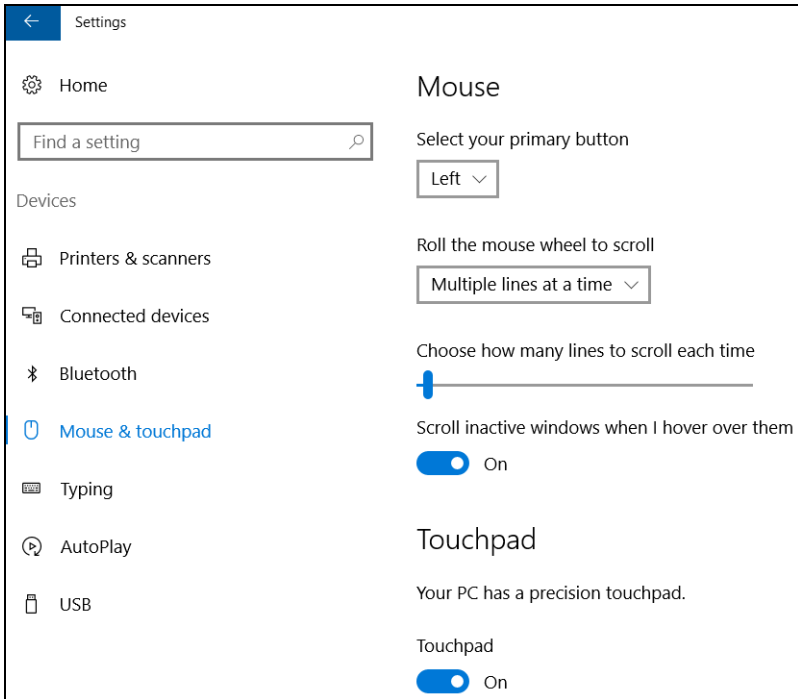 Settings
Home
Find a setting
Devices
Printers & scanners
Connected devices
Bluetooth
Mouse & touchpad
Typing
AutoPlay
USB
Mouse
Select your primary button
Left
Roll the mouse wheel to scroll
Multiple lines at a time
Choose how many lines to scroll each time
Scroll inactive windows when I hover over them
On
Touchpad
Your PC has a precision touchpad.
Touchpad
On